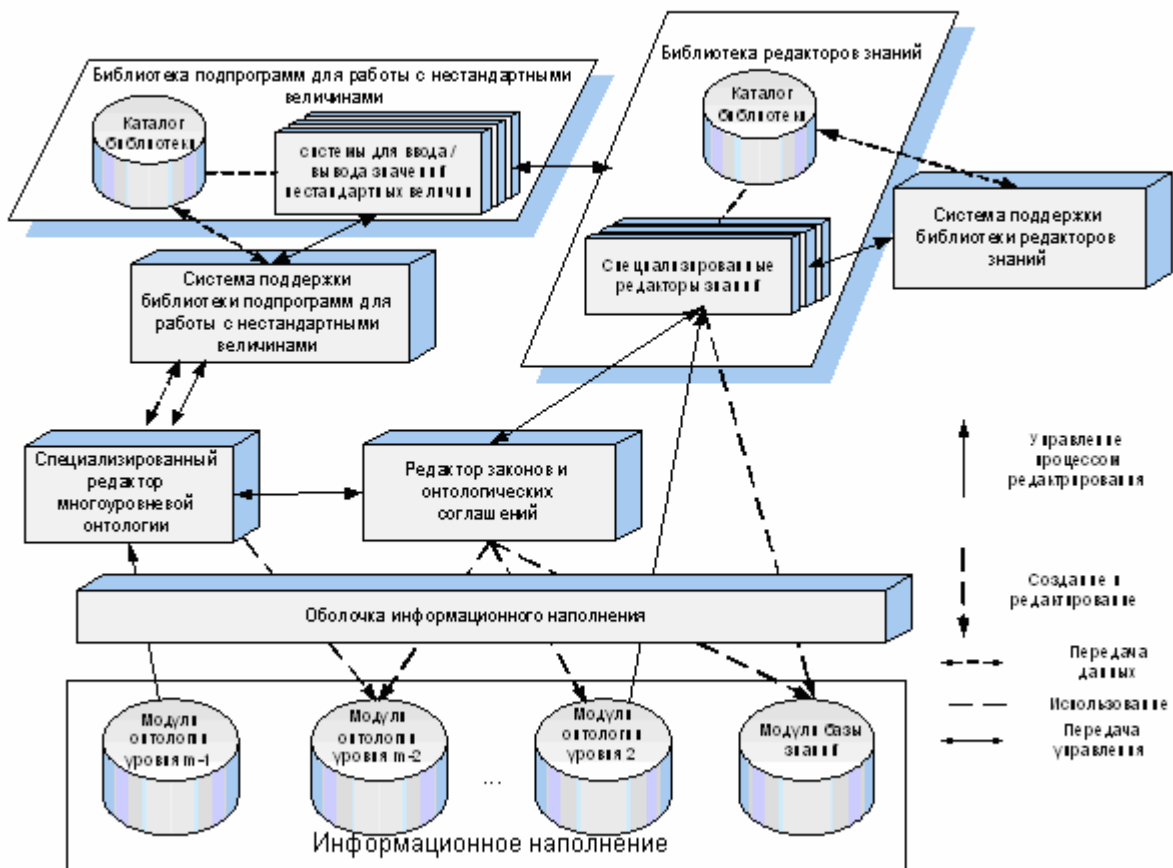 Библиотека подпрограмм для работы с нестандартными
величинами
Каталог
библиотеки
системы для ввода /
вывода значений
нестандартных величин
Библиотека редакторов знаний
Каталог
библиотеки
Специализированные
редакторы знаний
Система поддержки
библиотеки редакторов
знаний
Система поддержки
библиотеки подпрограмм для
работы с нестандартными
величинами
Специализированный
редактор
многоуровневой
онтологии
Редактор законов и
онтологических
соглашений
Оболочка информационного наполнения
Модули
онтологии
уровня m-1
Модули
онтологии
уровня m-2
...
Модули
онтологии
уровня 2
Модули базы
знаний
Информационное наполнение
Управление
процессом
редактрирования
Создание и
редактирование
Передача
данных
Использование
Передача
управления